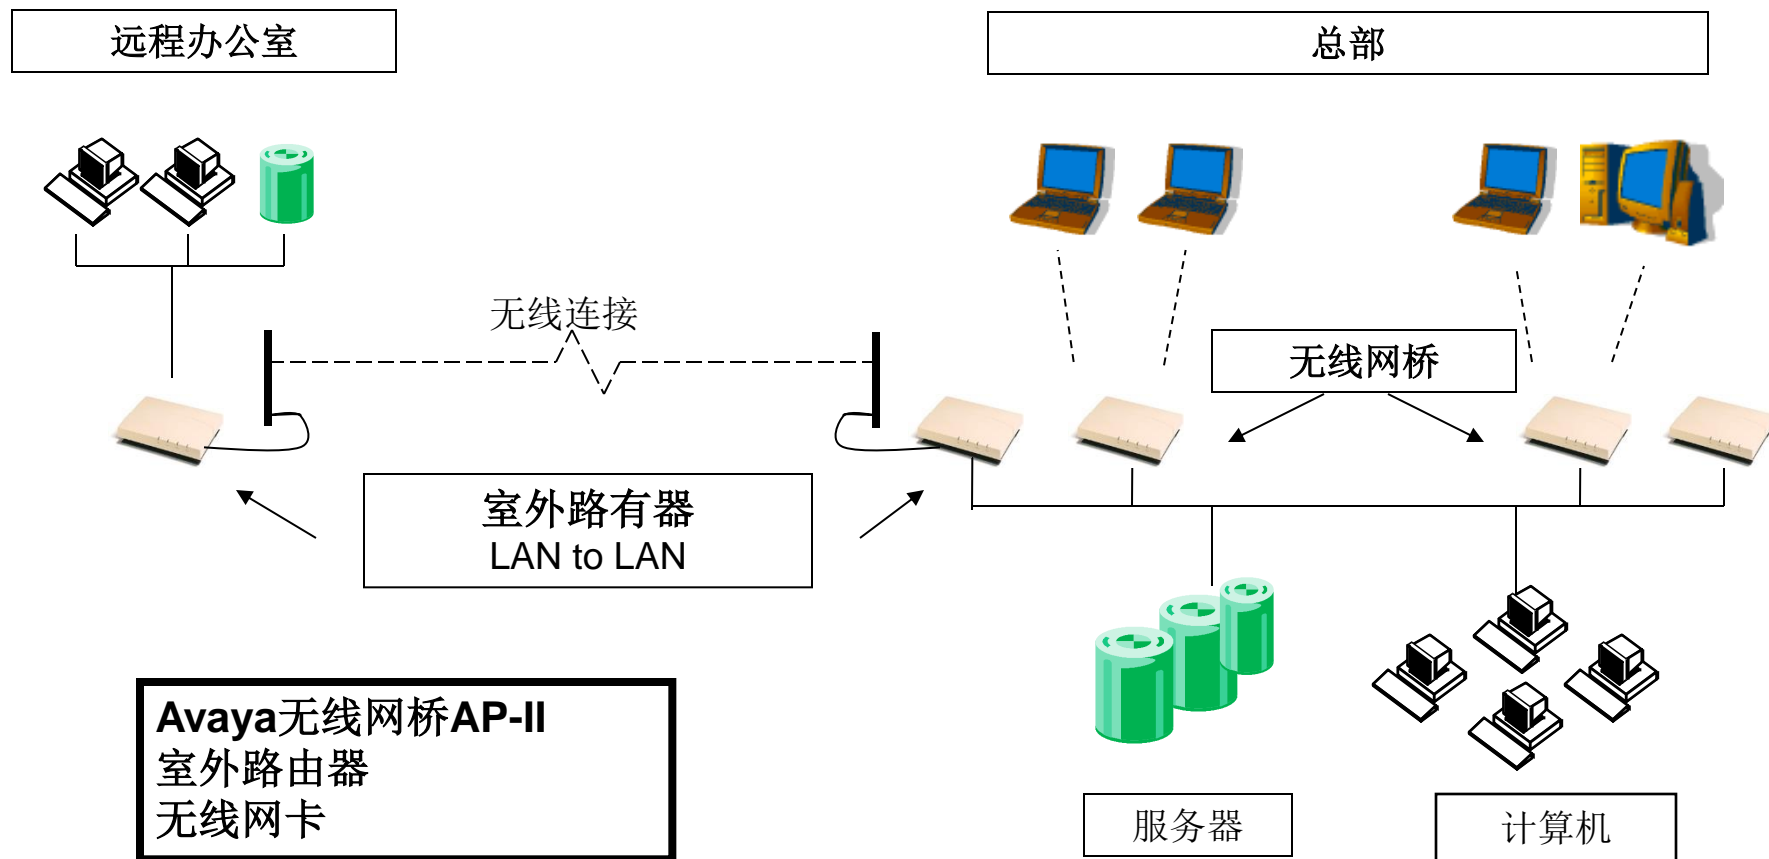 远程办公室
总部
无线连接
无线网桥
室外路有器
LAN to LAN
Avaya无线网桥AP-II
室外路由器
无线网卡
服务器
计算机